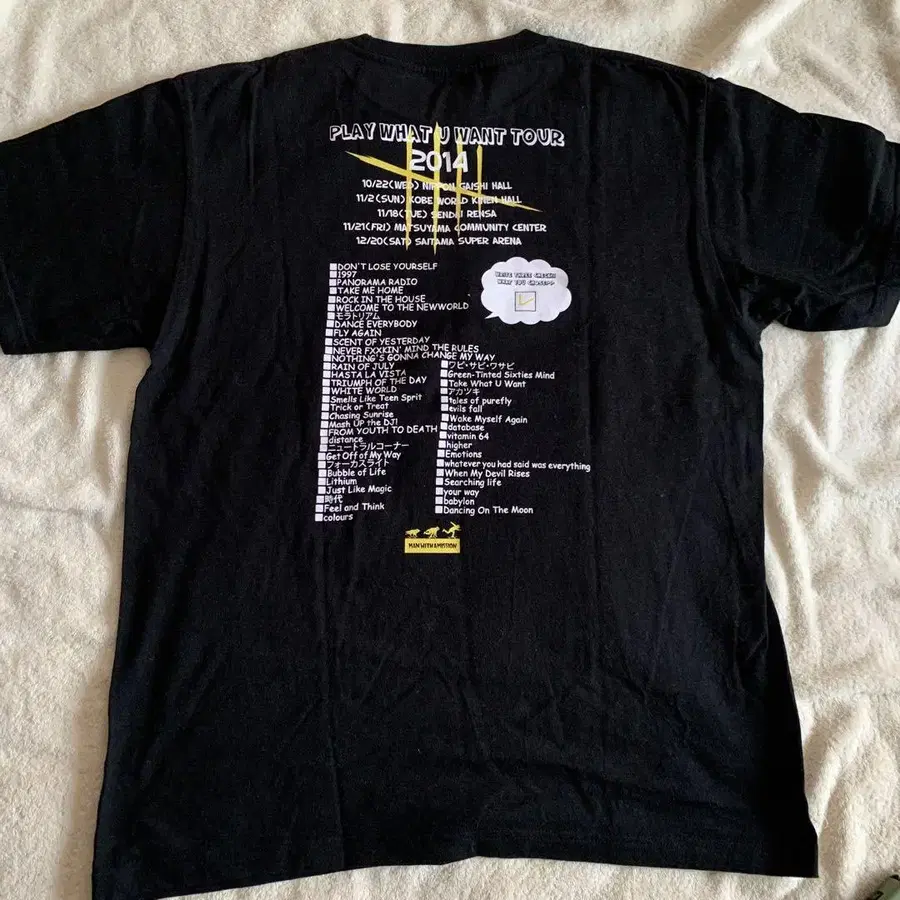 PLAY WHAT U WANT TOUR
2014
10/22(WED) NIPPON GAISHI HALL
11/2(SUN) KOBE WORLD KINEN HALL
11/18(TUE) SENDAI RENSA
11/21(FRI) MATSUYAMA COMMUNITY CENTER
12/20(SAT) SAITAMA SUPER ARENA
DON'T LOSE YOURSELF
1997
PANORAMA RADIO
TAKE ME HOME
ROCK IN THE HOUSE
WELCOME TO THE NEWWORLD
モラトリアム
DANCE EVERYBODY
FLY AGAIN
SCENT OF YESTERDAY
NEVER FXXKIN' MIND THE RULES
NOTHING'S GONNA CHANGE MY WAY
RAIN OF JULY
HASTA LA VISTA
TRIUMPH OF THE DAY
WHITE WORLD
Smells Like Teen Sprit
Trick or Treat
Chasing Sunrise
Mash UP the DJ!
FROM YOUTH TO DEATH
distance
ニュートラルコーナー
Get Off of My Way
フォーカスライト
Bubble of Life
Lithium
Just Like Magic
時代
Feel and Think
colours
WRITE THREE CHECK!!
WHAT YOU CHOSE!?
ワビ・サビ・ワサビ
Green-Tinted Sixties Mind
Take What U Want
アカツキ
tales of purefly
evils fall
Wake Myself Again
database
vitamin 64
higher
Emotions
whatever you had said was everything
When My Devil Rises
Searching life
your way
babylon
Dancing On The Moon
MAN WITH A MISSION